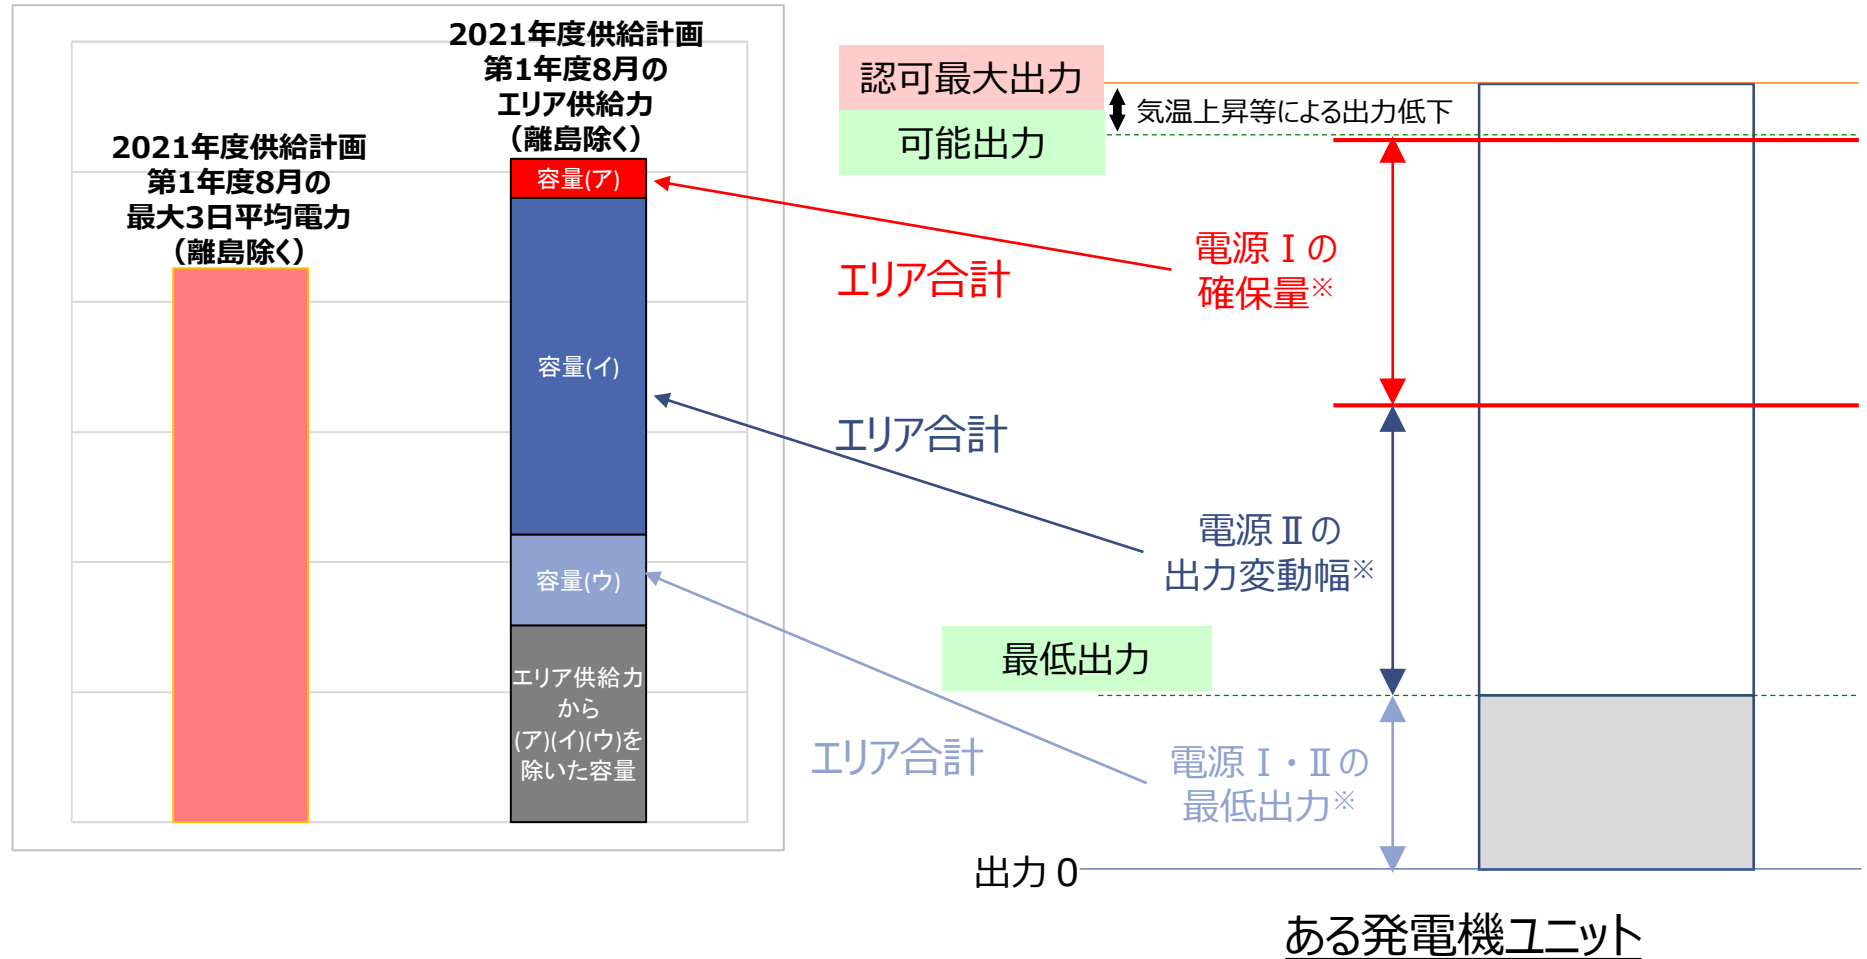 2021年度供給計画
第1年度8月の
最大3日平均電力
（離島除く）
2021年度供給計画
第1年度8月の
エリア供給力
（離島除く）
容量(ア)
容量(イ)
容量(ウ)
エリア供給力
から
(ア)(イ)(ウ)を
除いた容量
エリア合計
エリア合計
エリア合計
認可最大出力
可能出力
気温上昇等による出力低下
電源Ⅰの
確保量※
電源Ⅱの
出力変動幅※
最低出力
電源Ⅰ・Ⅱの
最低出力※
出力0
ある発電機ユニット